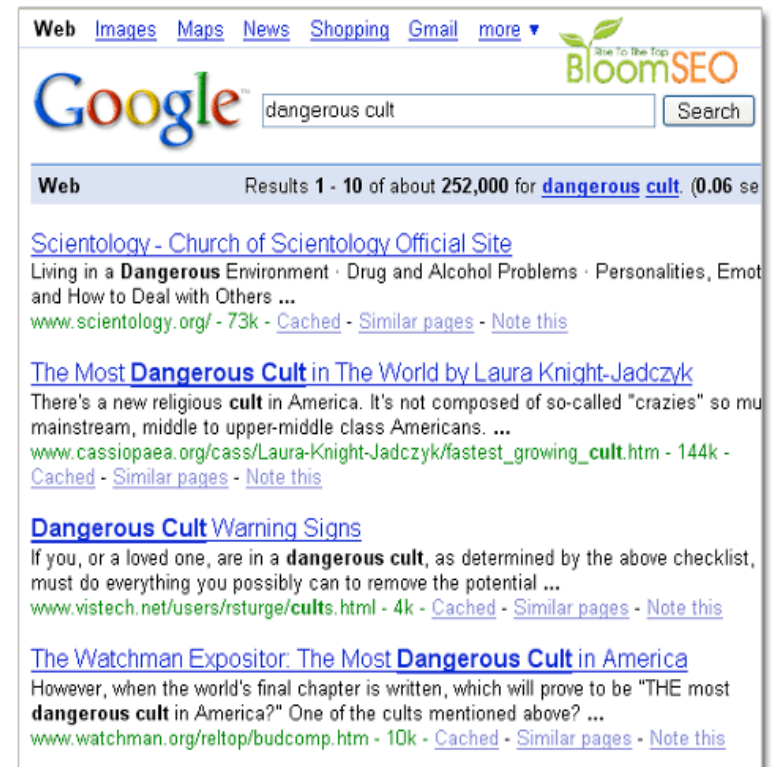 Web Images Maps News Shopping Gmail more ▼
Rise To The Top
BloomSEO
Google™
dangerous cult
Search
Web Results 1 - 10 of about 252,000 for dangerous cult. (0.06 se
Scientology - Church of Scientology Official Site
Living in a Dangerous Environment · Drug and Alcohol Problems · Personalities, Emot
and How to Deal with Others ...
www.scientology.org/ - 73k - Cached - Similar pages - Note this
The Most Dangerous Cult in The World by Laura Knight-Jadczyk
There's a new religious cult in America. It's not composed of so-called "crazies" so mu
mainstream, middle to upper-middle class Americans. ...
www.cassiopaea.org/cass/Laura-Knight-Jadczyk/fastest_growing_cult.htm - 144k -
Cached - Similar pages - Note this
Dangerous Cult Warning Signs
If you, or a loved one, are in a dangerous cult, as determined by the above checklist,
must do everything you possibly can to remove the potential ...
www.vistech.net/users/rsturge/cults.html - 4k - Cached - Similar pages - Note this
The Watchman Expositor: The Most Dangerous Cult in America
However, when the world's final chapter is written, which will prove to be "THE most
dangerous cult in America?" One of the cults mentioned above? ...
www.watchman.org/reltop/budcomp.htm - 10k - Cached - Similar pages - Note this